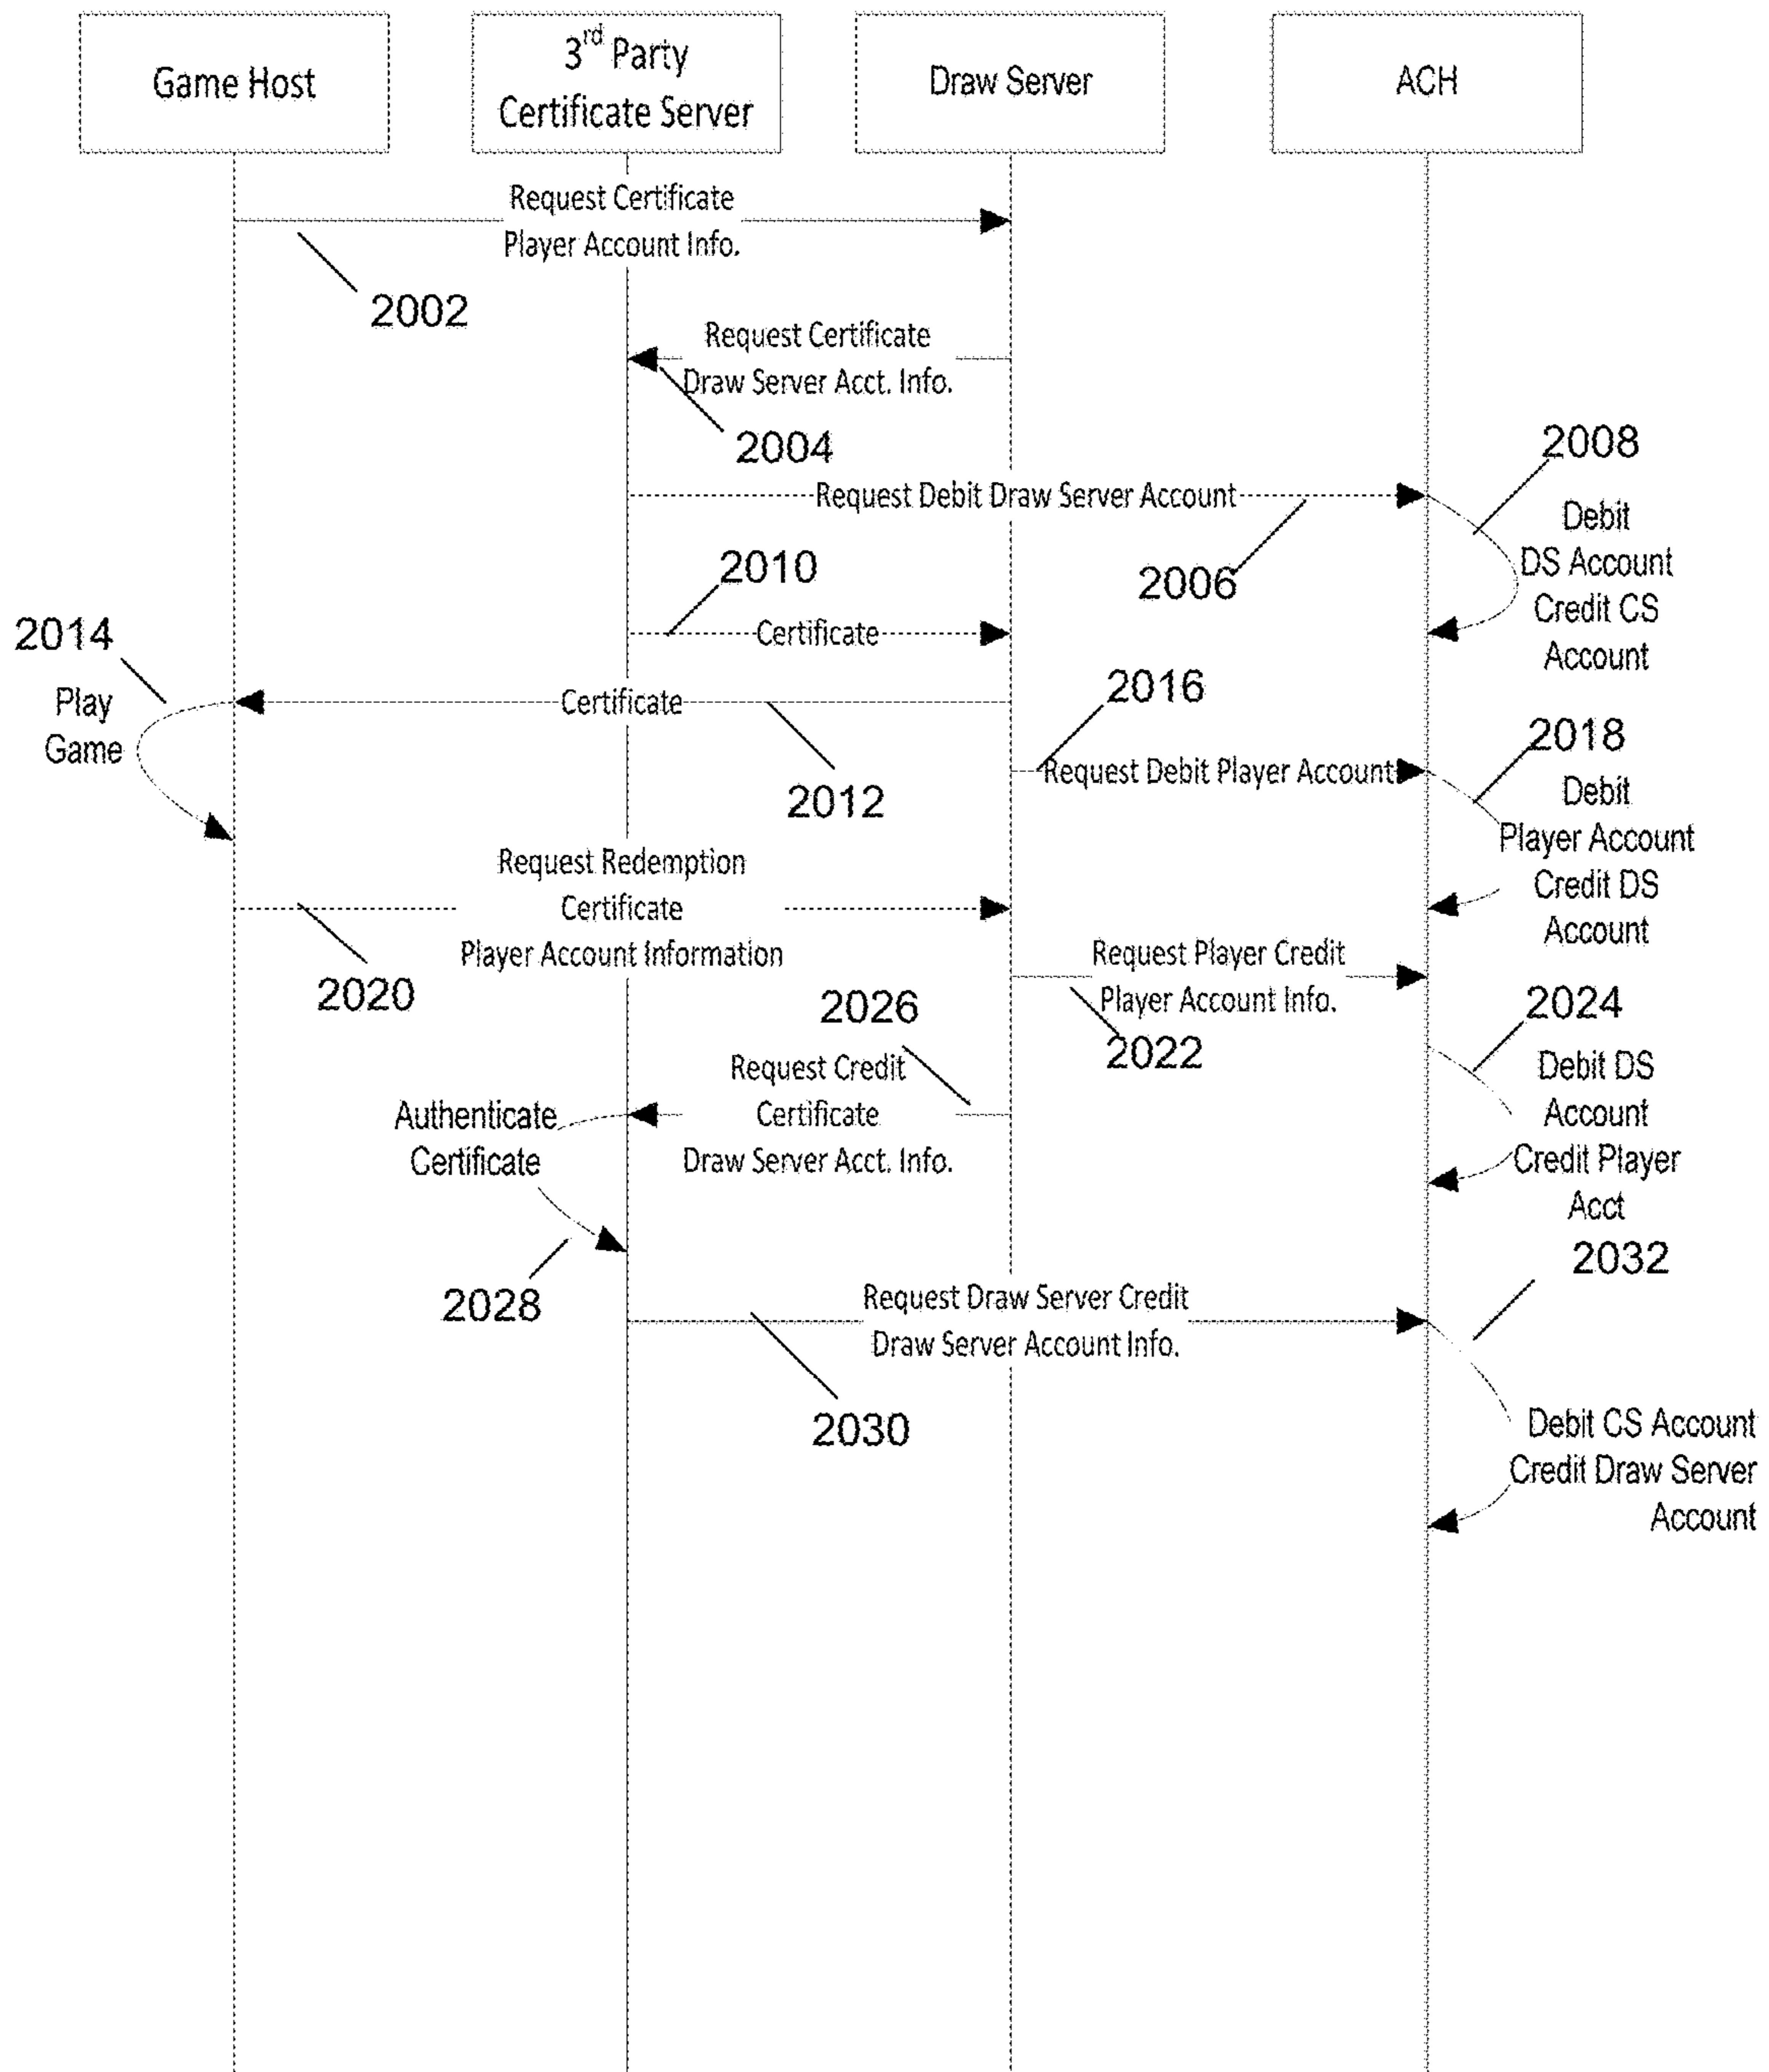 Game Host
3rd Party
Certificate Server
Draw Server
ACH
Request Certificate
Player Account Info.
2002
Request Certificate
Draw Server Acct. Info.
2004
2008
Request Debit Draw Server Account
Debit
DS Account
Credit CS
Account
2010
2006
Certificate
2014
Play
Game
Certificate
2016
2018
Request Debit Player Account
2012
Debit
Player Account
Credit DS
Account
Request Redemption
Certificate
Player Account Information
2020
Request Player Credit
Player Account Info.
2026
2022
2024
Request Credit
Certificate
Draw Server Acct. Info.
Debit DS
Account
Credit Player
Acct
Authenticate
Certificate
2028
2032
Request Draw Server Credit
Draw Server Account Info.
2030
Debit CS Account
Credit Draw Server
Account